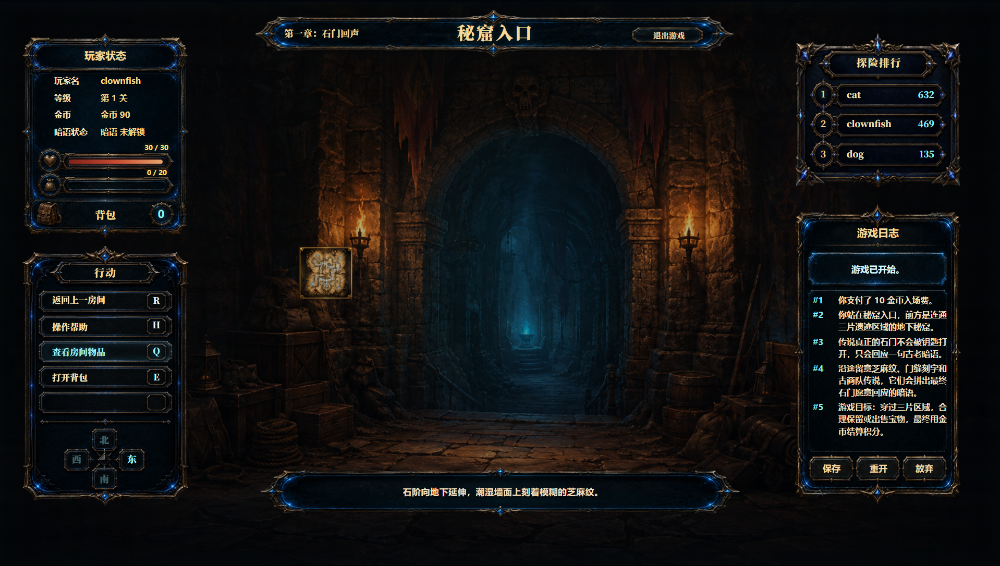 第一章：石门回声
秘窟入口
退出游戏
玩家状态
玩家名 clownfish
等级 第 1 关
金币 金币 90
暗语状态 暗语 未解锁
30 / 30
0 / 20
背包 0
行动
返回上一房间 R
操作帮助 H
查看房间物品 Q
打开背包 E
北
西 东
南
探险排行
1 cat 632
2 clownfish 469
3 dog 135
游戏日志
游戏已开始。
#1 你支付了 10 金币入场费。
#2 你站在秘窟入口，前方是连通
三片遗迹区域的地下秘窟。
#3 传说真正的石门不会被钥匙打
开，只会回应一句古老暗语。
#4 沿途留意芝麻纹、门缝刻字和
古商队传说，它们会拼出最终
石门愿意回应的暗语。
#5 游戏目标：穿过三片区域，合
理保留或出售宝物，最终用金
币结算积分。
保存 重开 放弃
石阶向地下延伸，潮湿墙面上刻着模糊的芝麻纹。